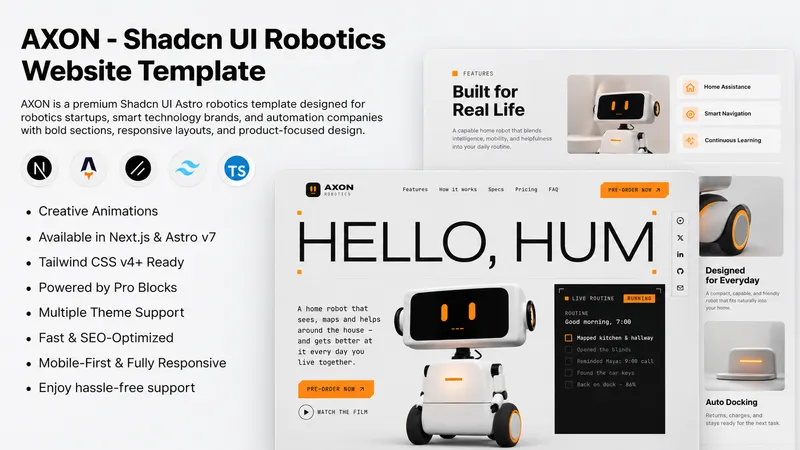 AXON - Shadcn UI Robotics
Website Template
AXON is a premium Shadcn UI Astro robotics template designed for
robotics startups, smart technology brands, and automation companies
with bold sections, responsive layouts, and product-focused design.
N
TS
• Creative Animations
• Available in Next.js & Astro v7
• Tailwind CSS v4+ Ready
• Powered by Pro Blocks
• Multiple Theme Support
• Fast & SEO-Optimized
• Mobile-First & Fully Responsive
• Enjoy hassle-free support
FEATURES
Built for
Real Life
A capable home robot that blends
intelligence, mobility, and helpfulness
into your daily routine.
Home Assistance
Smart Navigation
Continuous Learning
AXON
ROBOTICS
Features How it works Specs Pricing FAQ
PRE-ORDER NOW ↗
HELLO, HUM
A home robot that
sees, maps and helps
around the house –
and gets better at
it every day you
live together.
PRE-ORDER NOW ↗
WATCH THE FILM
LIVE ROUTINE RUNNING
ROUTINE
Good morning, 7:00
Mapped kitchen & hallway
Opened the blinds
Reminded Maya: 9:00 call
Found the car keys
Back on dock – 86%
in
Designed
for Everyday
A compact, capable, and friendly
robot that fits naturally into
your home.
Auto Docking
Returns, charges, and
stays ready for the next task.